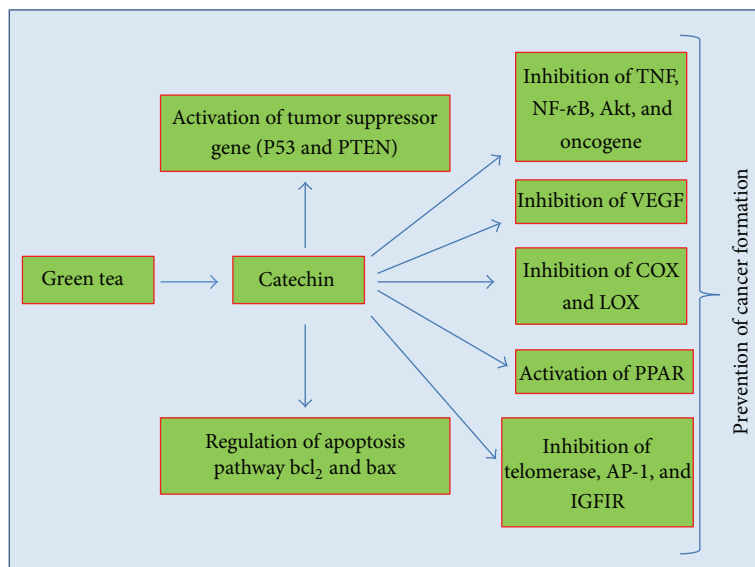 Green tea
Catechin
Activation of tumor suppressor
gene (P53 and PTEN)
Regulation of apoptosis
pathway bcl₂ and bax
Inhibition of TNF,
NF-κB, Akt, and
oncogene
Inhibition of VEGF
Inhibition of COX
and LOX
Activation of PPAR
Inhibition of
telomerase, AP-1, and
IGFIR
Prevention of cancer formation